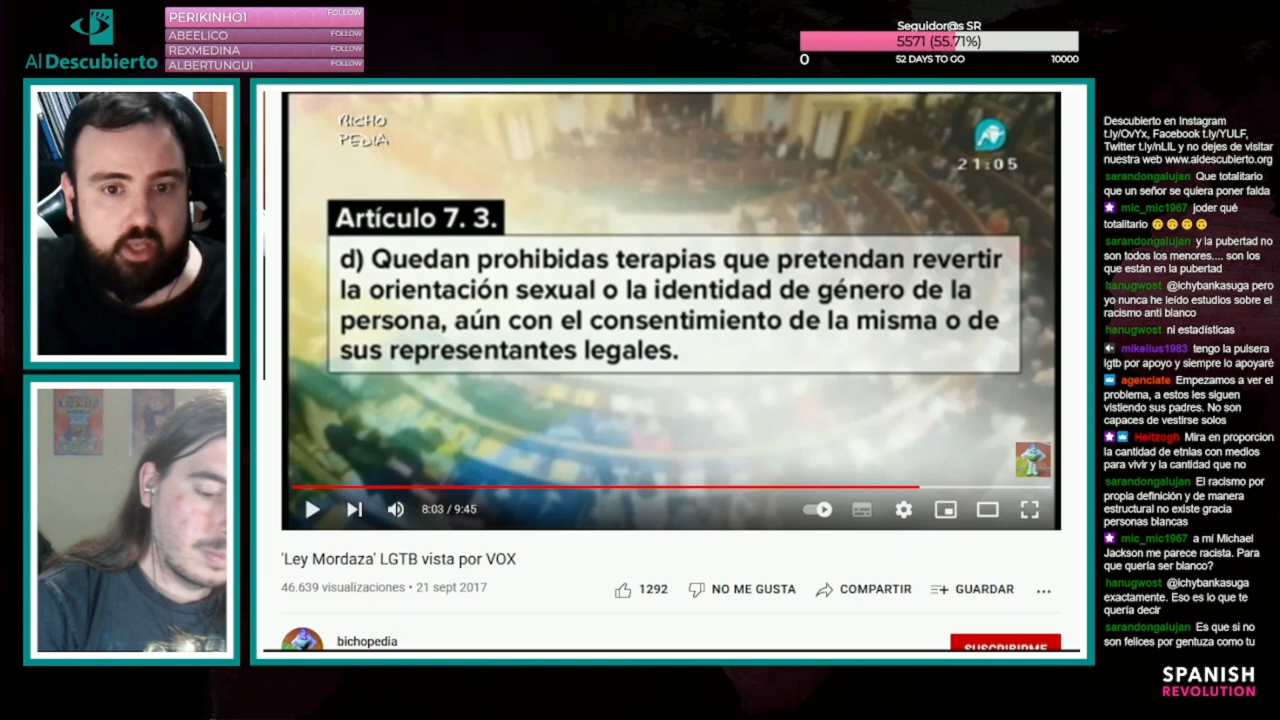 Al Descubierto
PERIKINHO1 FOLLOW
ABEELICO FOLLOW
REXMEDINA FOLLOW
ALBERTUNGUI FOLLOW
Seguidor@s SR
5571 (55.71%)
0 52 DAYS TO GO 10000
RICHO
PEDIA
21:05
Artículo 7. 3.
d) Quedan prohibidas terapias que pretendan revertir
la orientación sexual o la identidad de género de la
persona, aún con el consentimiento de la misma o de
sus representantes legales.
8:03 / 9:45
'Ley Mordaza' LGTB vista por VOX
46.639 visualizaciones • 21 sept 2017
1292 NO ME GUSTA COMPARTIR GUARDAR ...
bichopedia
SUSCRIBIRME
Descubierto en Instagram
t.ly/OvYx, Facebook t.ly/YULF,
Twitter t.ly/nLIL y no dejes de visitar
nuestra web www.aldescubierto.org
sarandongalujan Que totalitario
que un señor se quiera poner falda
mic_mic1967 joder qué
totalitario 🙃 🙃 🙃 🙃
sarandongalujan y la pubertad no
son todos los menores.... son los
que están en la pubertad
hanugwost @ichybankasuga pero
yo nunca he leído estudios sobre el
racismo anti blanco
hanugwost ni estadísticas
mikelius1983 tengo la pulsera
lgtb por apoyo y siempre lo apoyaré
agenciate Empezamos a ver el
problema, a estos les siguen
vistiendo sus padres. No son
capaces de vestirse solos
Heitzogh Mira en proporcion
la cantidad de etnias con medios
para vivir y la cantidad que no
sarandongalujan El racismo por
propia definición y de manera
estructural no existe gracia
personas blancas
mic_mic1967 a mí Michael
Jackson me parece racista. Para
que quería ser blanco?
hanugwost @ichybankasuga
exactamente. Eso es lo que te
quería decir
sarandongalujan Es que si no
son felices por gentuza como tu
SPANISH
REVOLUTION